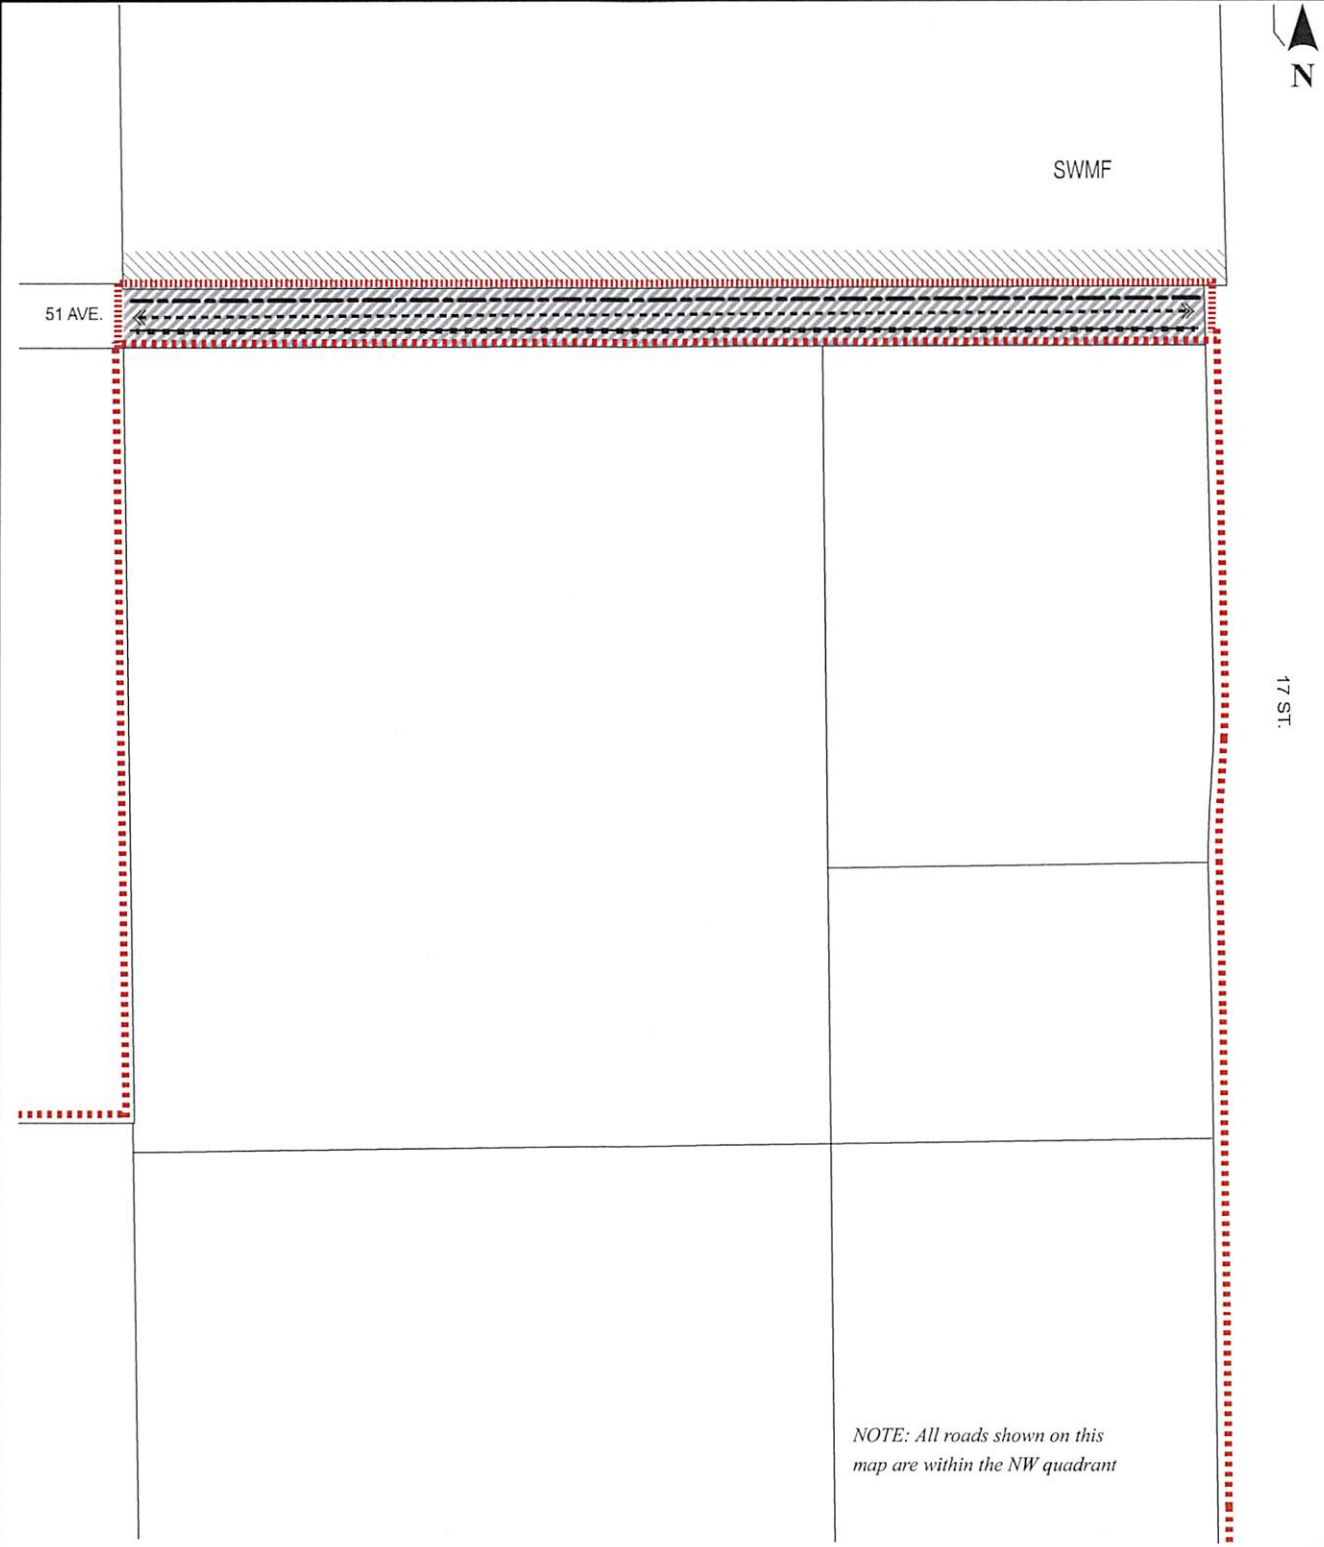 N
SWMF
51 AVE.
17 ST.
NOTE: All roads shown on this
map are within the NW quadrant